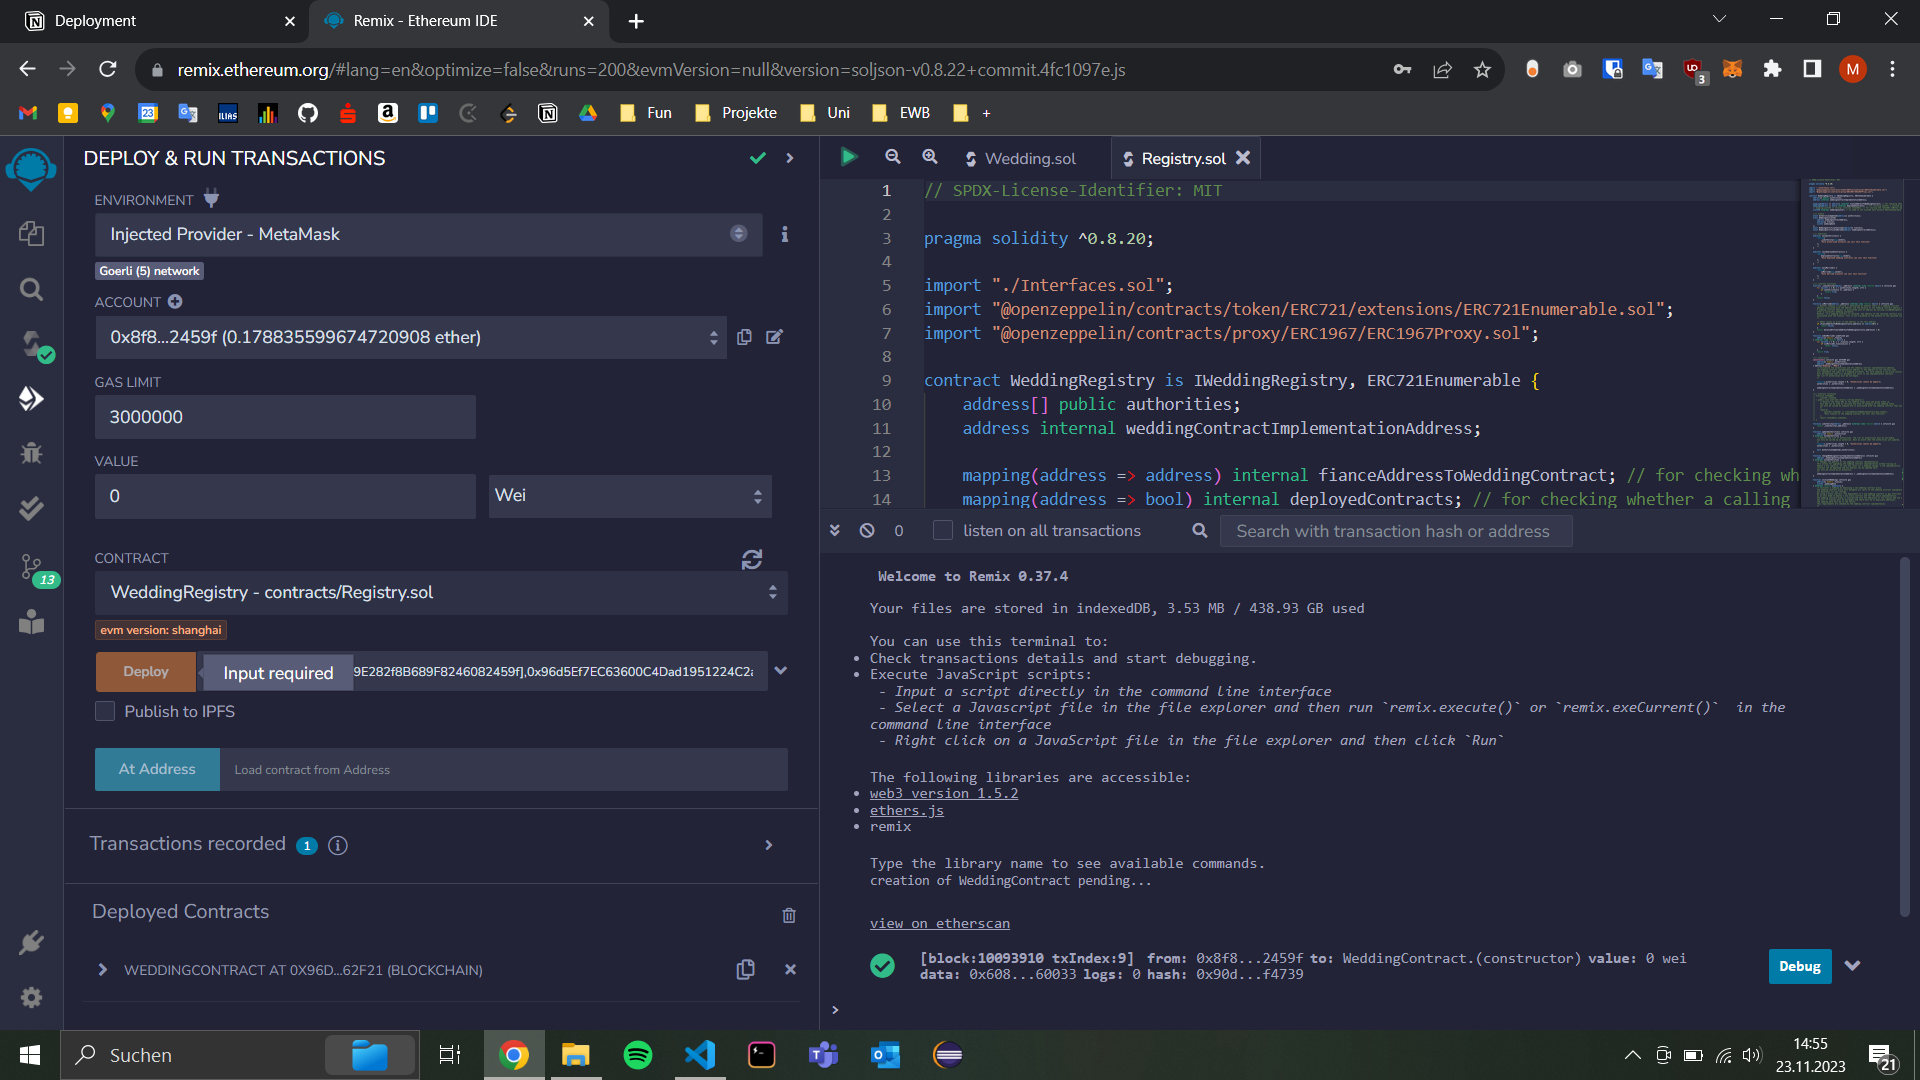 Deployment
Remix - Ethereum IDE
remix.ethereum.org/#lang=en&optimize=false&runs=200&evmVersion=null&version=soljson-v0.8.22+commit.4fc1097e.js
3
M
23
ILIAS
Fun
Projekte
Uni
EWB
+
DEPLOY & RUN TRANSACTIONS
ENVIRONMENT
Injected Provider - MetaMask
Goerli (5) network
ACCOUNT
0x8f8...2459f (0.178835599674720908 ether)
GAS LIMIT
3000000
VALUE
0
Wei
CONTRACT
WeddingRegistry - contracts/Registry.sol
evm version: shanghai
Deploy
Input required
9E282f8B689F8246082459f],0x96d5Ef7EC63600C4Dad1951224C2a
Publish to IPFS
At Address
Load contract from Address
Transactions recorded 1 i
Deployed Contracts
WEDDINGCONTRACT AT 0X96D...62F21 (BLOCKCHAIN)
13
Wedding.sol
Registry.sol
1 // SPDX-License-Identifier: MIT
2
3 pragma solidity ^0.8.20;
4
5 import "./Interfaces.sol";
6 import "@openzeppelin/contracts/token/ERC721/extensions/ERC721Enumerable.sol";
7 import "@openzeppelin/contracts/proxy/ERC1967/ERC1967Proxy.sol";
8
9 contract WeddingRegistry is IWeddingRegistry, ERC721Enumerable {
10 address[] public authorities;
11 address internal weddingContractImplementationAddress;
12
13 mapping(address => address) internal fianceAddressToWeddingContract; // for checking wh
14 mapping(address => bool) internal deployedContracts; // for checking whether a calling
0
listen on all transactions
Search with transaction hash or address
Welcome to Remix 0.37.4
Your files are stored in indexedDB, 3.53 MB / 438.93 GB used
You can use this terminal to:
• Check transactions details and start debugging.
• Execute JavaScript scripts:
- Input a script directly in the command line interface
- Select a Javascript file in the file explorer and then run `remix.execute()` or `remix.exeCurrent()` in the
command line interface
- Right click on a JavaScript file in the file explorer and then click `Run`
The following libraries are accessible:
• web3 version 1.5.2
• ethers.js
• remix
Type the library name to see available commands.
creation of WeddingContract pending...
view on etherscan
[block:10093910 txIndex:9] from: 0x8f8...2459f to: WeddingContract.(constructor) value: 0 wei
data: 0x608...60033 logs: 0 hash: 0x90d...f4739
Debug
>
Suchen
14:55
23.11.2023
21